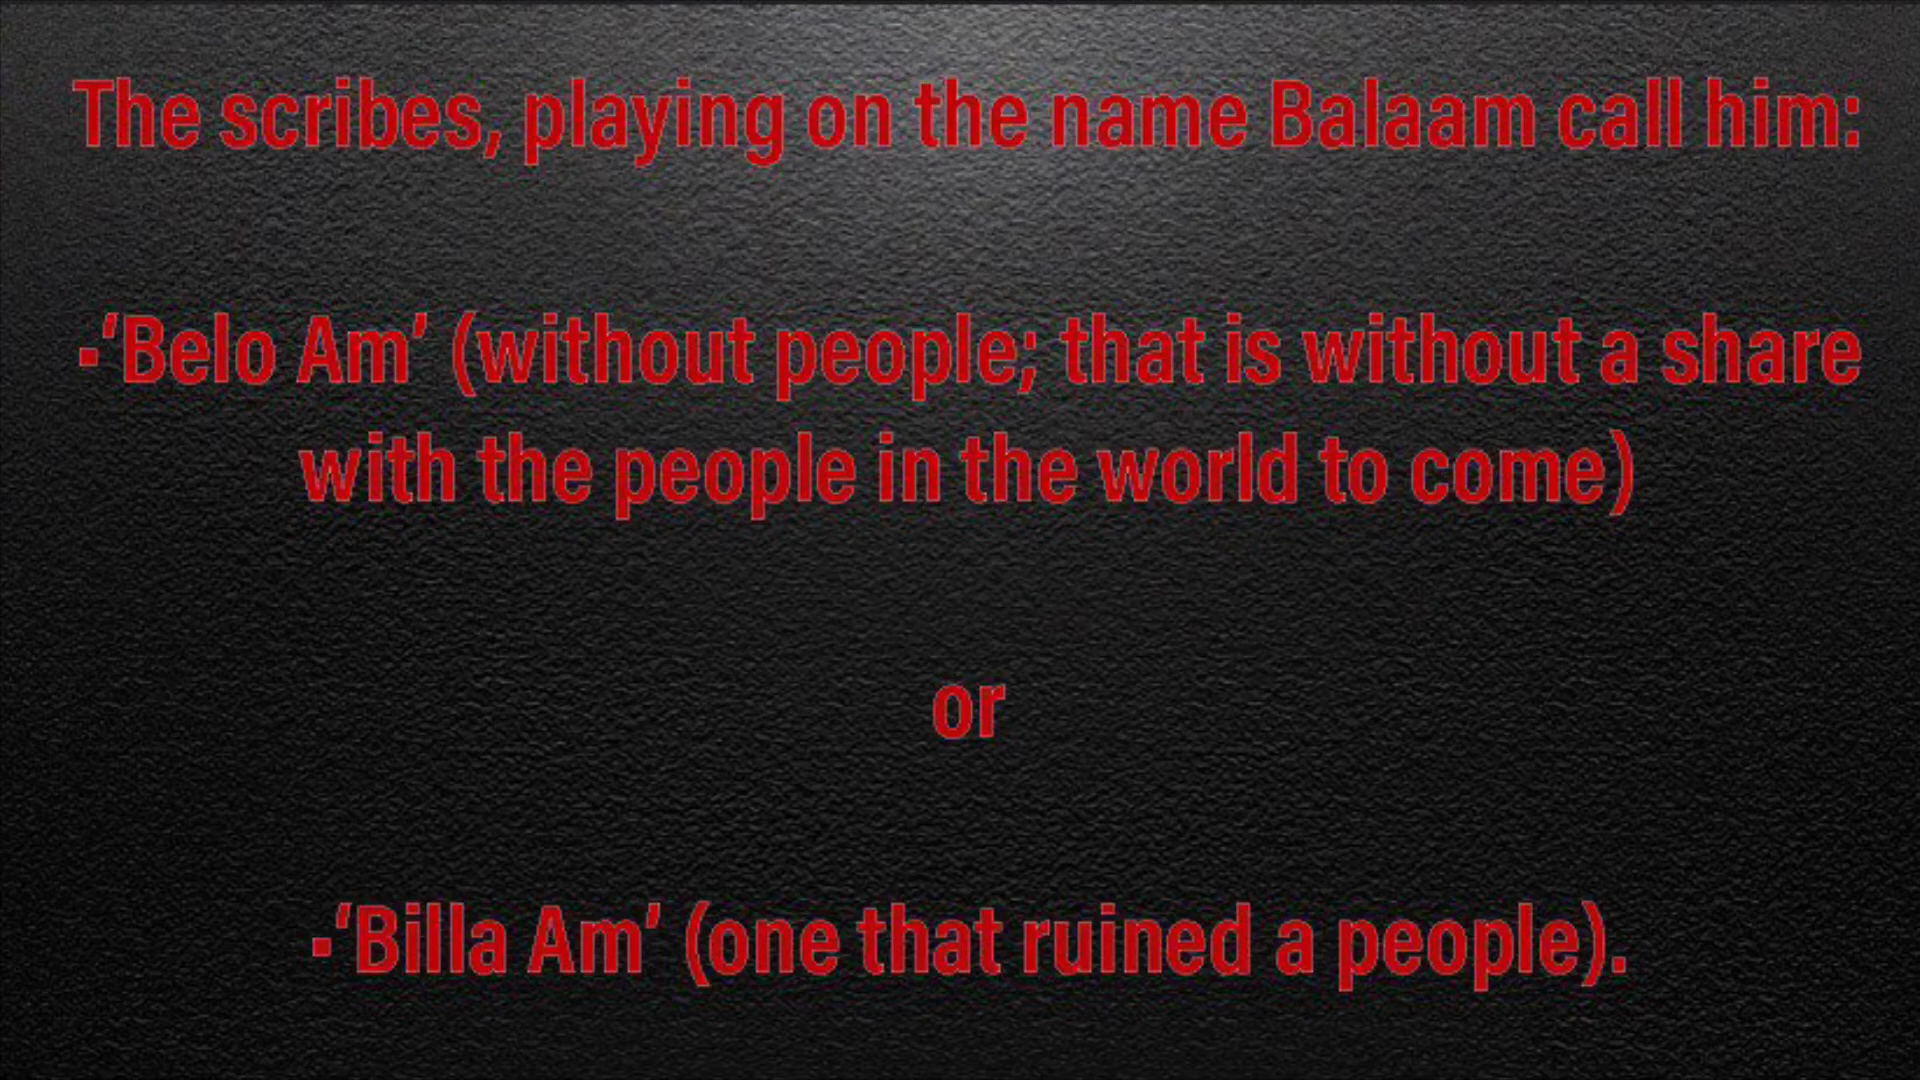 The scribes, playing on the name Balaam call him:
-‘Belo Am’ (without people; that is without a share
with the people in the world to come)
or
-‘Billa Am’ (one that ruined a people).